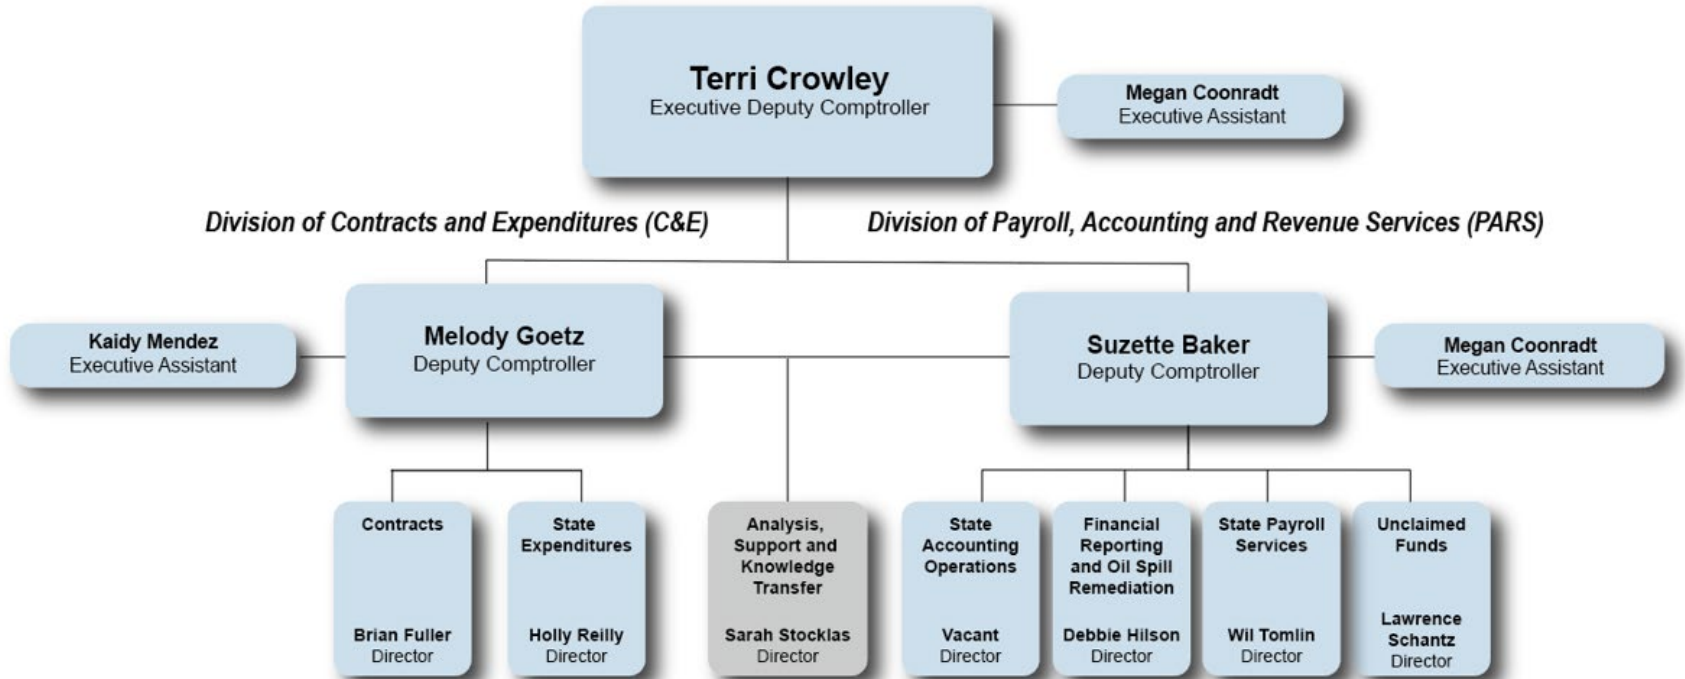 Terri Crowley
Executive Deputy Comptroller
Megan Coonradt
Executive Assistant
Division of Contracts and Expenditures (C&E)
Division of Payroll, Accounting and Revenue Services (PARS)
Kaidy Mendez
Executive Assistant
Melody Goetz
Deputy Comptroller
Suzette Baker
Deputy Comptroller
Megan Coonradt
Executive Assistant
Contracts
Brian Fuller
Director
State
Expenditures
Holly Reilly
Director
Analysis,
Support and
Knowledge
Transfer
Sarah Stocklas
Director
State
Accounting
Operations
Vacant
Director
Financial
Reporting
and Oil Spill
Remediation
Debbie Hilson
Director
State Payroll
Services
Wil Tomlin
Director
Unclaimed
Funds
Lawrence
Schantz
Director